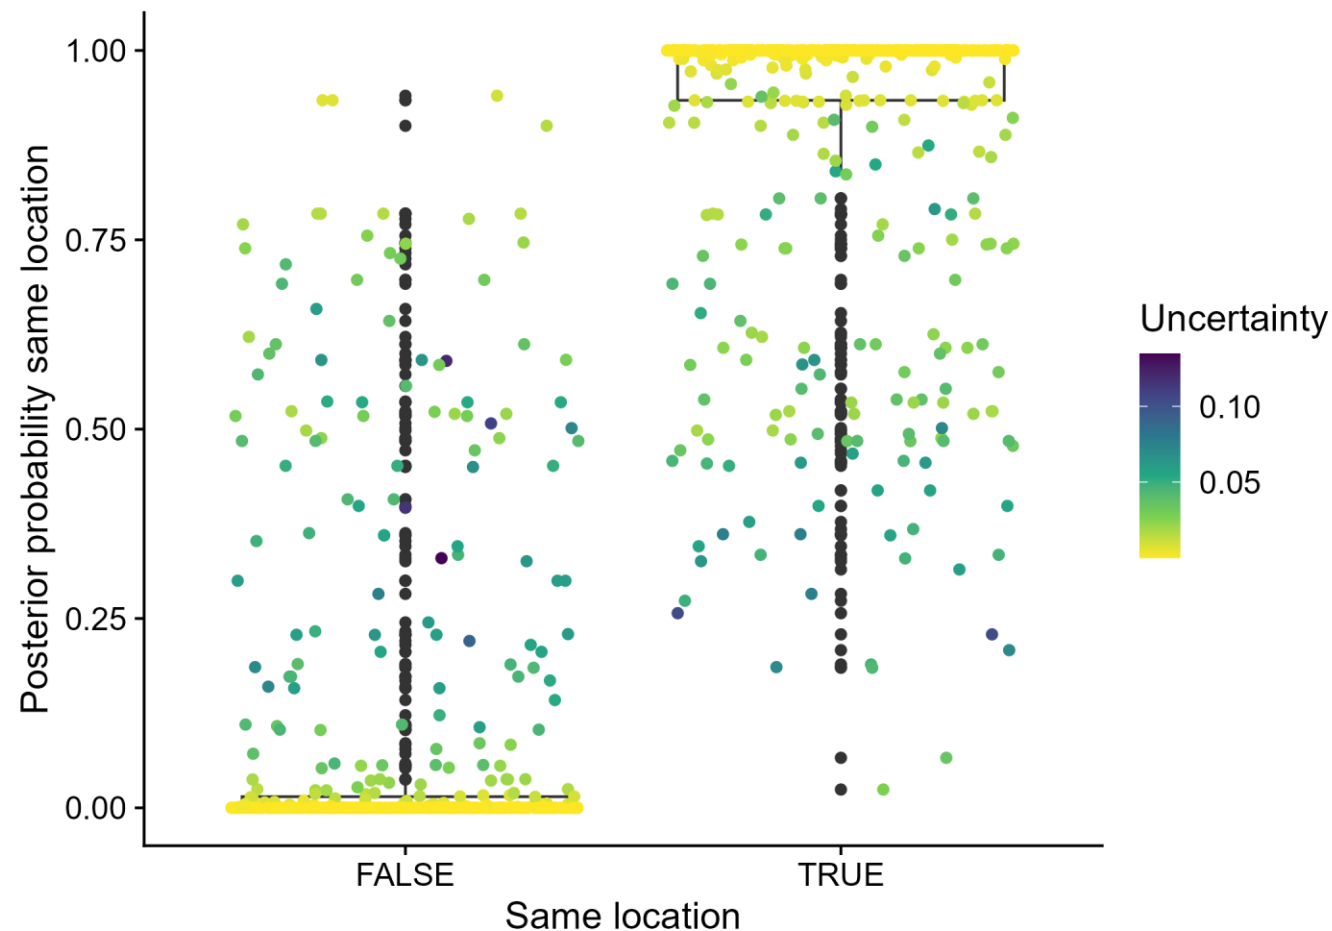 Posterior probability same location
1.00
0.75
0.50
0.25
0.00
FALSE
TRUE
Same location
Uncertainty
0.10
0.05